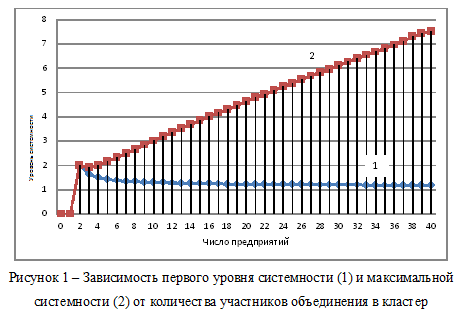 8
7
6
5
4
3
2
1
0
Уровень системности
2
1
0 2 4 6 8 10 12 14 16 18 20 22 24 26 28 30 32 34 36 38 40
Число предприятий
Рисунок 1 – Зависимость первого уровня системности (1) и максимальной
системности (2) от количества участников объединения в кластер